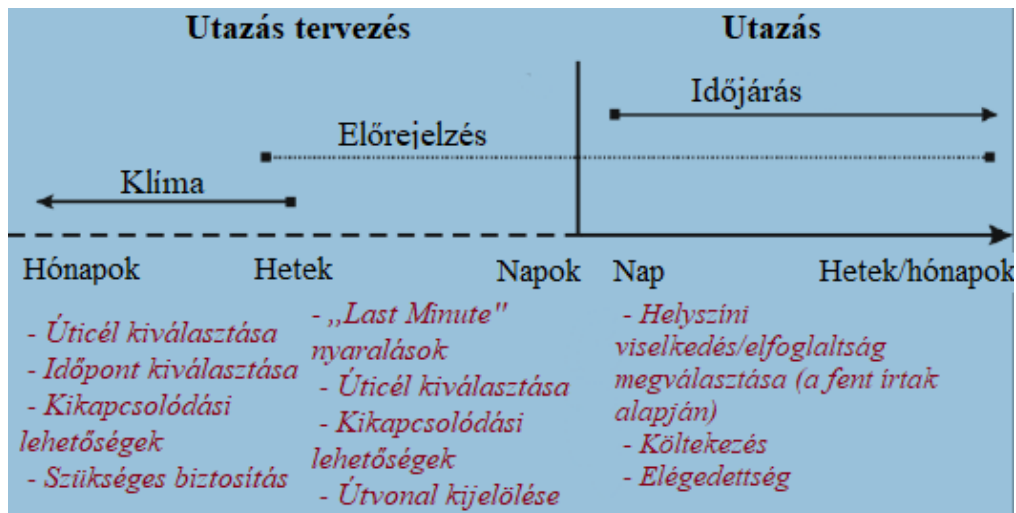 Utazás tervezés
Utazás
Időjárás
Előrejelzés
Klíma
Hónapok
Hetek
Napok
Nap
Hetek/hónapok
- Úticél kiválasztása
- Időpont kiválasztása
- Kikapcsolódási
lehetőségek
- Szükséges biztosítás
- ,,Last Minute"
nyaralások
- Úticél kiválasztása
- Kikapcsolódási
lehetőségek
- Útvonal kijelölése
- Helyszíni
viselkedés/elfoglaltság
megválasztása (a fent írtak
alapján)
- Költekezés
- Elégedettség